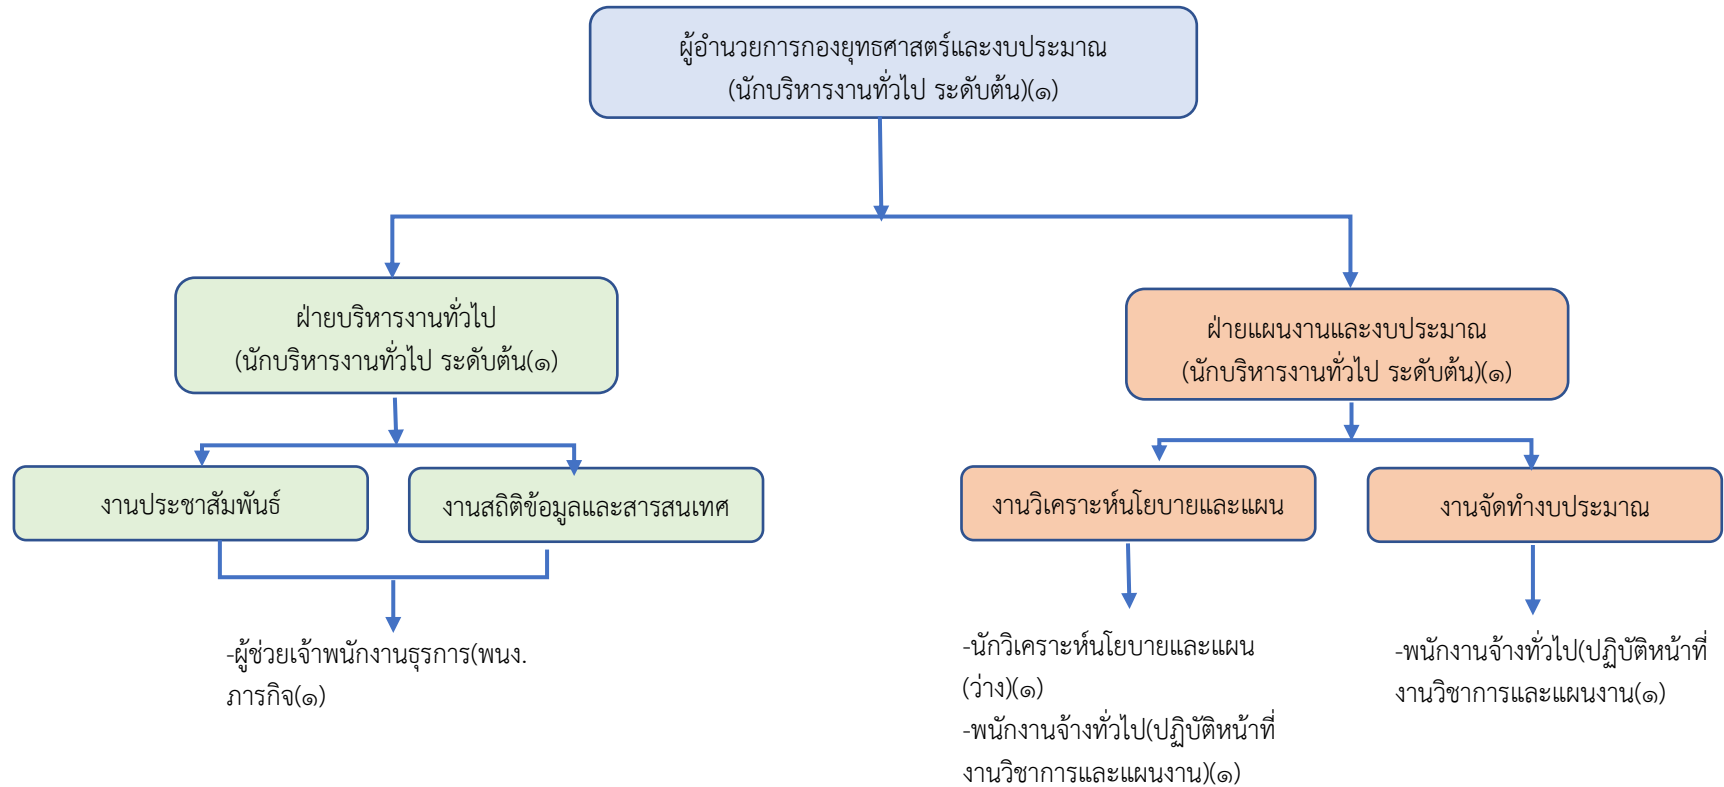 ผู้อำนวยการกองยุทธศาสตร์และงบประมาณ
(นักบริหารงานทั่วไป ระดับต้น)(๑)
ฝ่ายบริหารงานทั่วไป
(นักบริหารงานทั่วไป ระดับต้น(๑)
ฝ่ายแผนงานและงบประมาณ
(นักบริหารงานทั่วไป ระดับต้น)(๑)
งานประชาสัมพันธ์
งานสถิติข้อมูลและสารสนเทศ
งานวิเคราะห์นโยบายและแผน
งานจัดทำงบประมาณ
-ผู้ช่วยเจ้าพนักงานธุรการ(พนง.
ภารกิจ(๑)
-นักวิเคราะห์นโยบายและแผน
(ว่าง)(๑)
-พนักงานจ้างทั่วไป(ปฏิบัติหน้าที่
งานวิชาการและแผนงาน)(๑)
-พนักงานจ้างทั่วไป(ปฏิบัติหน้าที่
งานวิชาการและแผนงาน(๑)